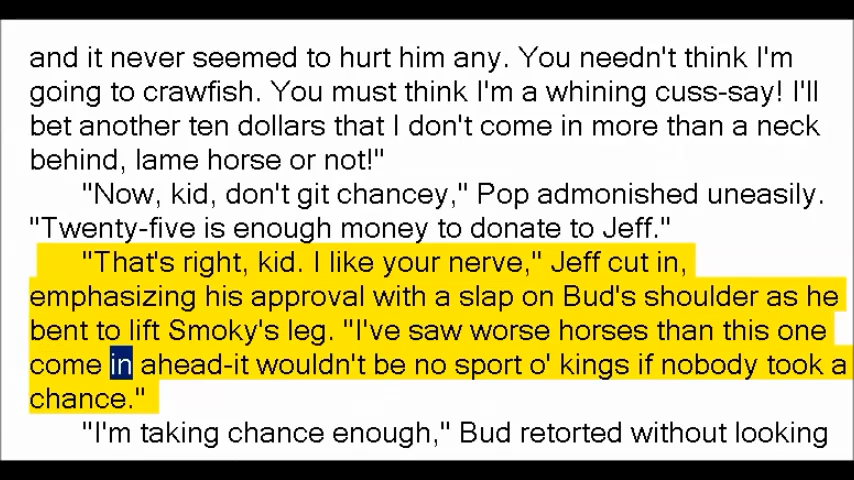 and it never seemed to hurt him any. You needn't think I'm
going to crawfish. You must think I'm a whining cuss-say! I'll
bet another ten dollars that I don't come in more than a neck
behind, lame horse or not!"
"Now, kid, don't git chancey," Pop admonished uneasily.
"Twenty-five is enough money to donate to Jeff."
"That's right, kid. I like your nerve," Jeff cut in,
emphasizing his approval with a slap on Bud's shoulder as he
bent to lift Smoky's leg. "I've saw worse horses than this one
come in ahead-it wouldn't be no sport o' kings if nobody took a
chance."
"I'm taking chance enough," Bud retorted without looking